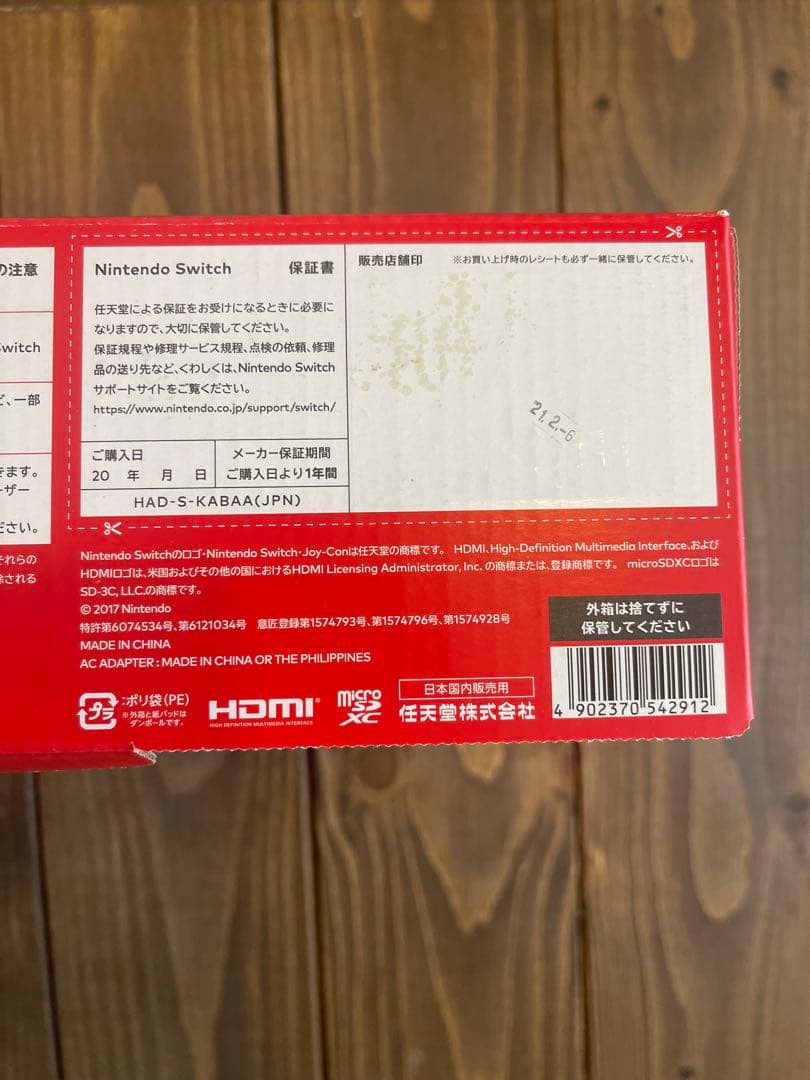 の注意
witch
ど、一部
きます。
ーザー
ださい。
それらの
除される
Nintendo Switch 保証書
任天堂による保証をお受けになるときに必要に
なりますので、大切に保管してください。
保証規程や修理サービス規程、点検の依頼、修理
品の送り先など、くわしくは、Nintendo Switch
サポートサイトをご覧ください。
https://www.nintendo.co.jp/support/switch/
ご購入日
20 年 月 日
メーカー保証期間
ご購入日より1年間
HAD-S-KABAA(JPN)
販売店舗印 ※お買い上げ時のレシートも必ず一緒に保管してください。
21.2.-6
Nintendo Switchのロゴ・Nintendo Switch・Joy-Conは任天堂の商標です。 HDMI、High-Definition Multimedia Interface、および
HDMIロゴは、米国およびその他の国におけるHDMI Licensing Administrator, Inc. の商標または、登録商標です。 microSDXCロゴは
SD-3C, LLC.の商標です。
© 2017 Nintendo
特許第6074534号、第6121034号 意匠登録第1574793号、第1574796号、第1574928号
MADE IN CHINA
AC ADAPTER : MADE IN CHINA OR THE PHILIPPINES
プラ
:ポリ袋(PE)
※外箱と紙パッドは
ダンボールです。
HDMI
HIGH DEFINITION MULTIMEDIA INTERFACE
micro
SD
XC
日本国内販売用
任天堂株式会社
外箱は捨てずに
保管してください
4 902370 542912